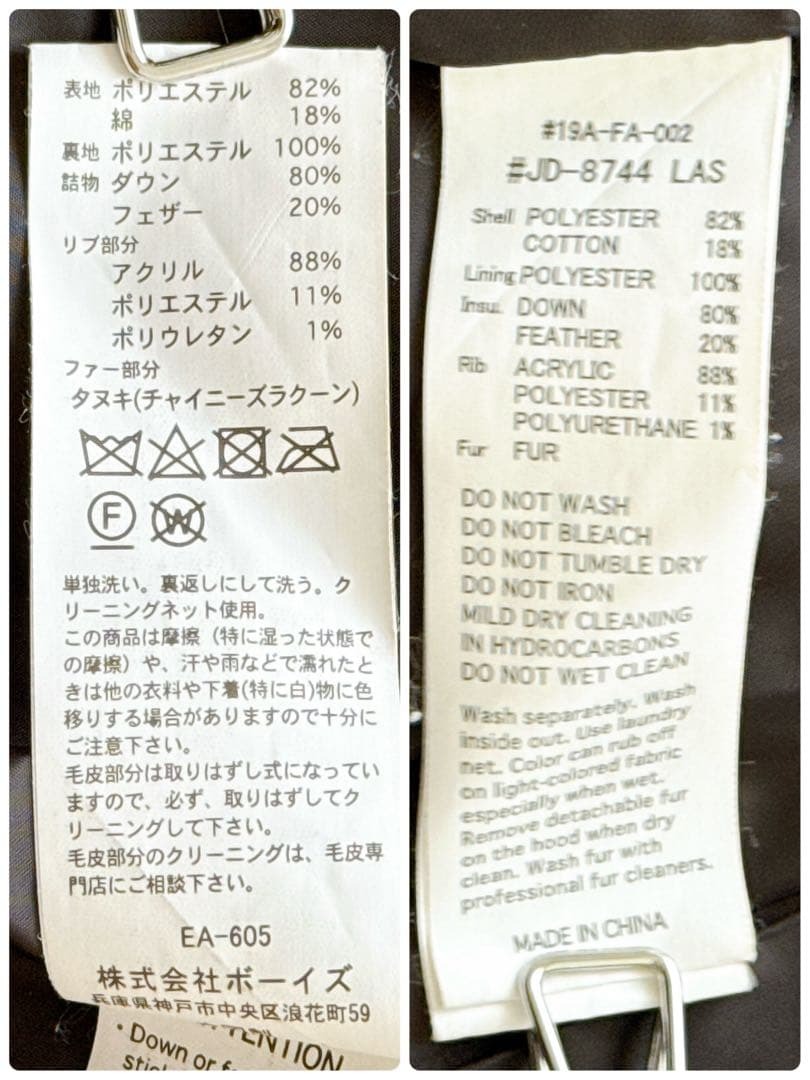 表地 ポリエステル 82%
綿 18%
裏地 ポリエステル 100%
詰物 ダウン 80%
フェザー 20%
リブ部分
アクリル 88%
ポリエステル 11%
ポリウレタン 1%
ファー部分
タヌキ(チャイニーズラクーン)
F W
単独洗い。裏返しにして洗う。ク
リーニングネット使用。
この商品は摩擦（特に湿った状態で
の摩擦）や、汗や雨などで濡れたと
きは他の衣料や下着(特に白)物に色
移りする場合がありますので十分に
ご注意下さい。
毛皮部分は取りはずし式になってい
ますので、必ず、取りはずしてク
リーニングして下さい。
毛皮部分のクリーニングは、毛皮専
門店にご相談下さい。
EA-605
株式会社ボーイズ
兵庫県神戸市中央区浪花町59
・Down or
#19A-FA-002
#JD-8744 LAS
Shell POLYESTER 82%
COTTON 18%
Lining POLYESTER 100%
Insul. DOWN 80%
FEATHER 20%
Rib ACRYLIC 88%
POLYESTER 11%
POLYURETHANE 1%
Fur FUR
DO NOT WASH
DO NOT BLEACH
DO NOT TUMBLE DRY
DO NOT IRON
MILD DRY CLEANING
IN HYDROCARBONS
DO NOT WET CLEAN
Wash separately. Wash
inside out. Use laundry
net. Color can rub off
on light-colored fabric
especially when wet.
Remove detachable fur
on the hood when dry
clean. Wash fur with
professional fur cleaners.
MADE IN CHINA